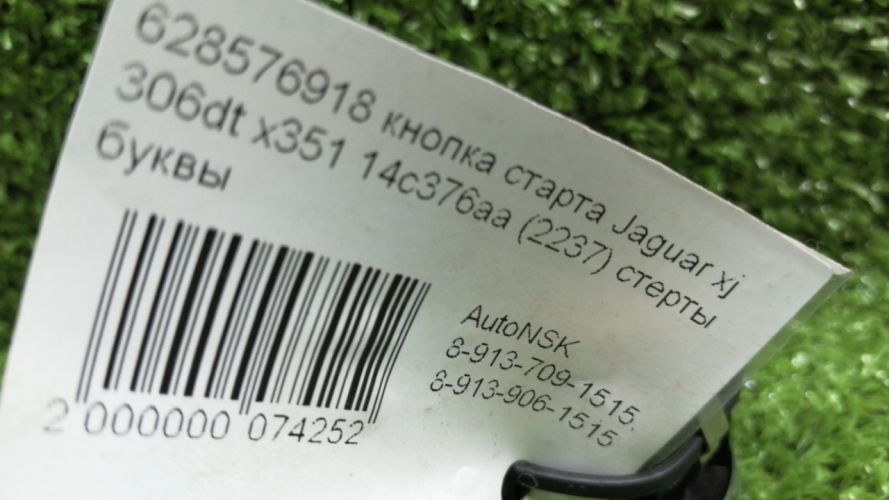 628576918 кнопка старта Jaguar xj
306dt x351 14c376aa (2237) стерты
буквы
AutoNSK
8-913-709-1515,
8-913-906-1515
2 000000 074252